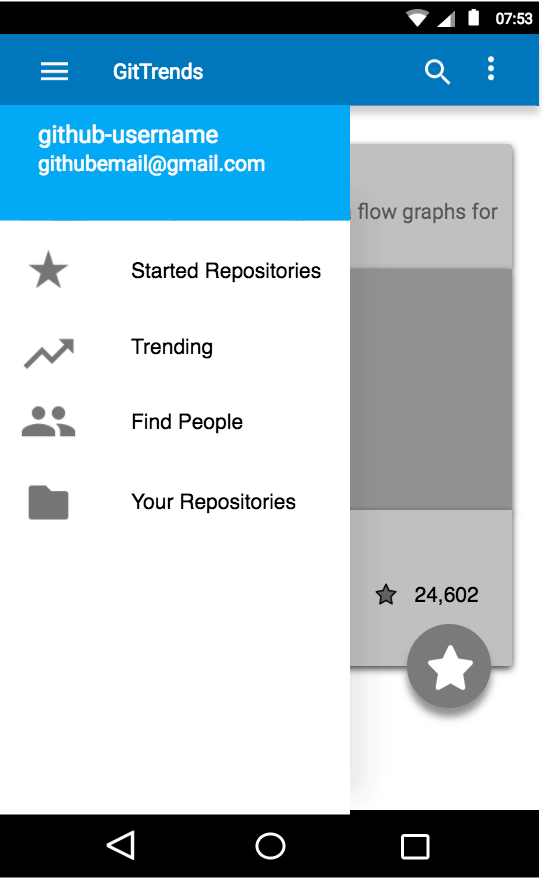 07:53
GitTrends
github-username
githubemail@gmail.com
flow graphs for
Started Repositories
Trending
Find People
Your Repositories
24,602